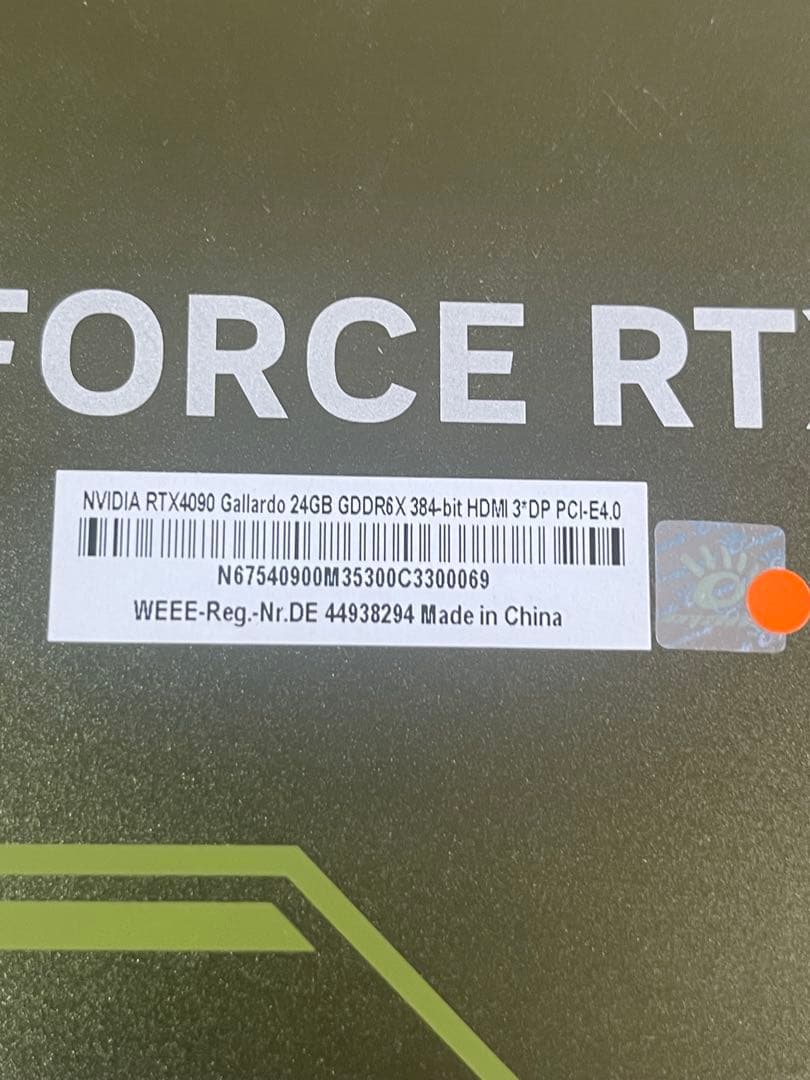 FORCE RTX
NVIDIA RTX4090 Gallardo 24GB GDDR6X 384-bit HDMI 3*DP PCI-E4.0
N67540900M35300C3300069
WEEE-Reg.-Nr.DE 44938294 Made in China